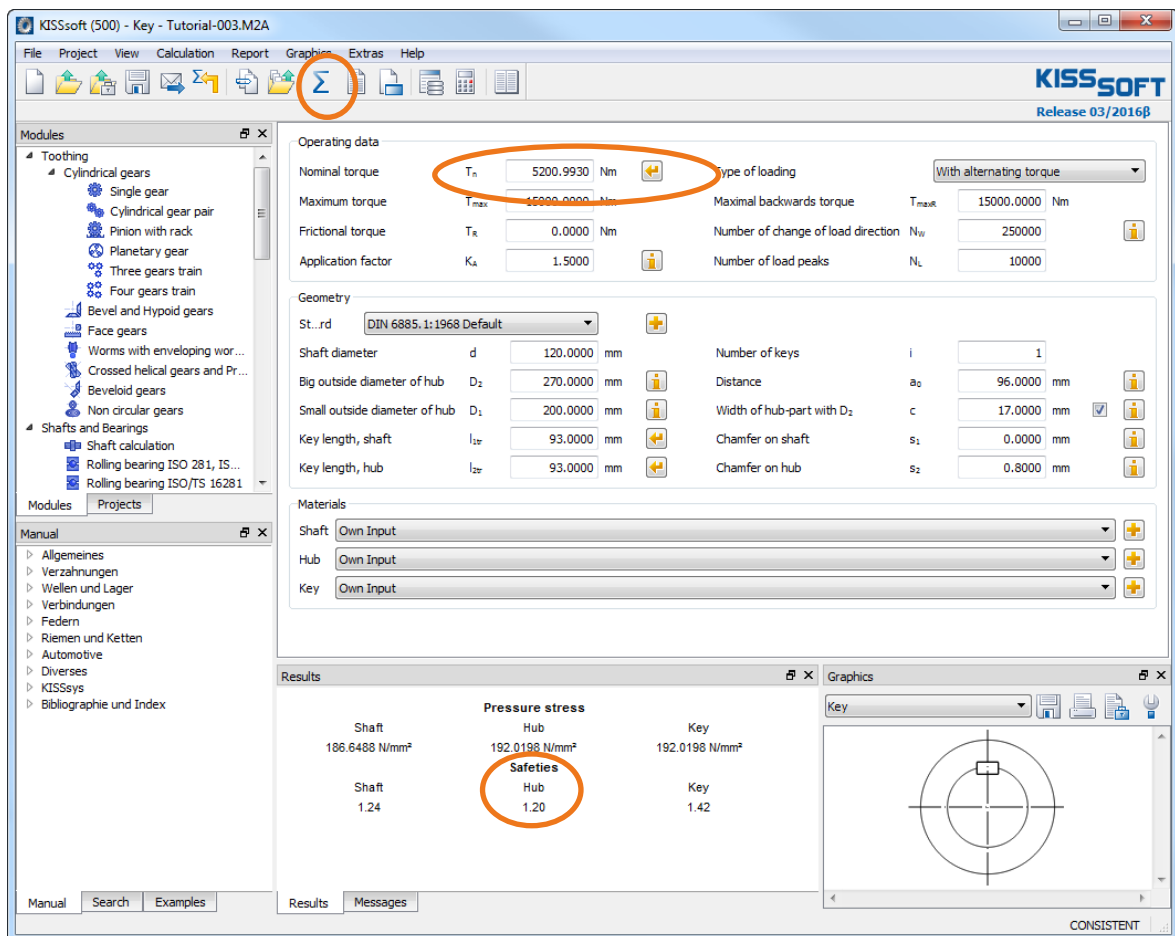 KISSsoft (500) - Key - Tutorial-003.M2A
File Project View Calculation Report Graphics Extras Help
KISSSOFT
Release 03/2016β
Modules
Toothing
Cylindrical gears
Single gear
Cylindrical gear pair
Pinion with rack
Planetary gear
Three gears train
Four gears train
Bevel and Hypoid gears
Face gears
Worms with enveloping wor...
Crossed helical gears and Pr...
Beveloid gears
Non circular gears
Shafts and Bearings
Shaft calculation
Rolling bearing ISO 281, IS...
Rolling bearing ISO/TS 16281
Modules Projects
Manual
Allgemeines
Verzahnungen
Wellen und Lager
Verbindungen
Federn
Riemen und Ketten
Automotive
Diverses
KISSsys
Bibliographie und Index
Manual Search Examples
Operating data
Nominal torque Tn 5200.9930 Nm Type of loading With alternating torque
Maximum torque Tmax 15000.0000 Nm Maximal backwards torque TmaxR 15000.0000 Nm
Frictional torque TR 0.0000 Nm Number of change of load direction NW 250000
Application factor KA 1.5000 Number of load peaks NL 10000
Geometry
St...rd DIN 6885.1:1968 Default
Shaft diameter d 120.0000 mm Number of keys i 1
Big outside diameter of hub D2 270.0000 mm Distance a0 96.0000 mm
Small outside diameter of hub D1 200.0000 mm Width of hub-part with D2 c 17.0000 mm
Key length, shaft l1tr 93.0000 mm Chamfer on shaft s1 0.0000 mm
Key length, hub l2tr 93.0000 mm Chamfer on hub s2 0.8000 mm
Materials
Shaft Own Input
Hub Own Input
Key Own Input
Results
Pressure stress
Shaft Hub Key
186.6488 N/mm² 192.0198 N/mm² 192.0198 N/mm²
Safeties
Shaft Hub Key
1.24 1.20 1.42
Results Messages
Graphics
Key
CONSISTENT